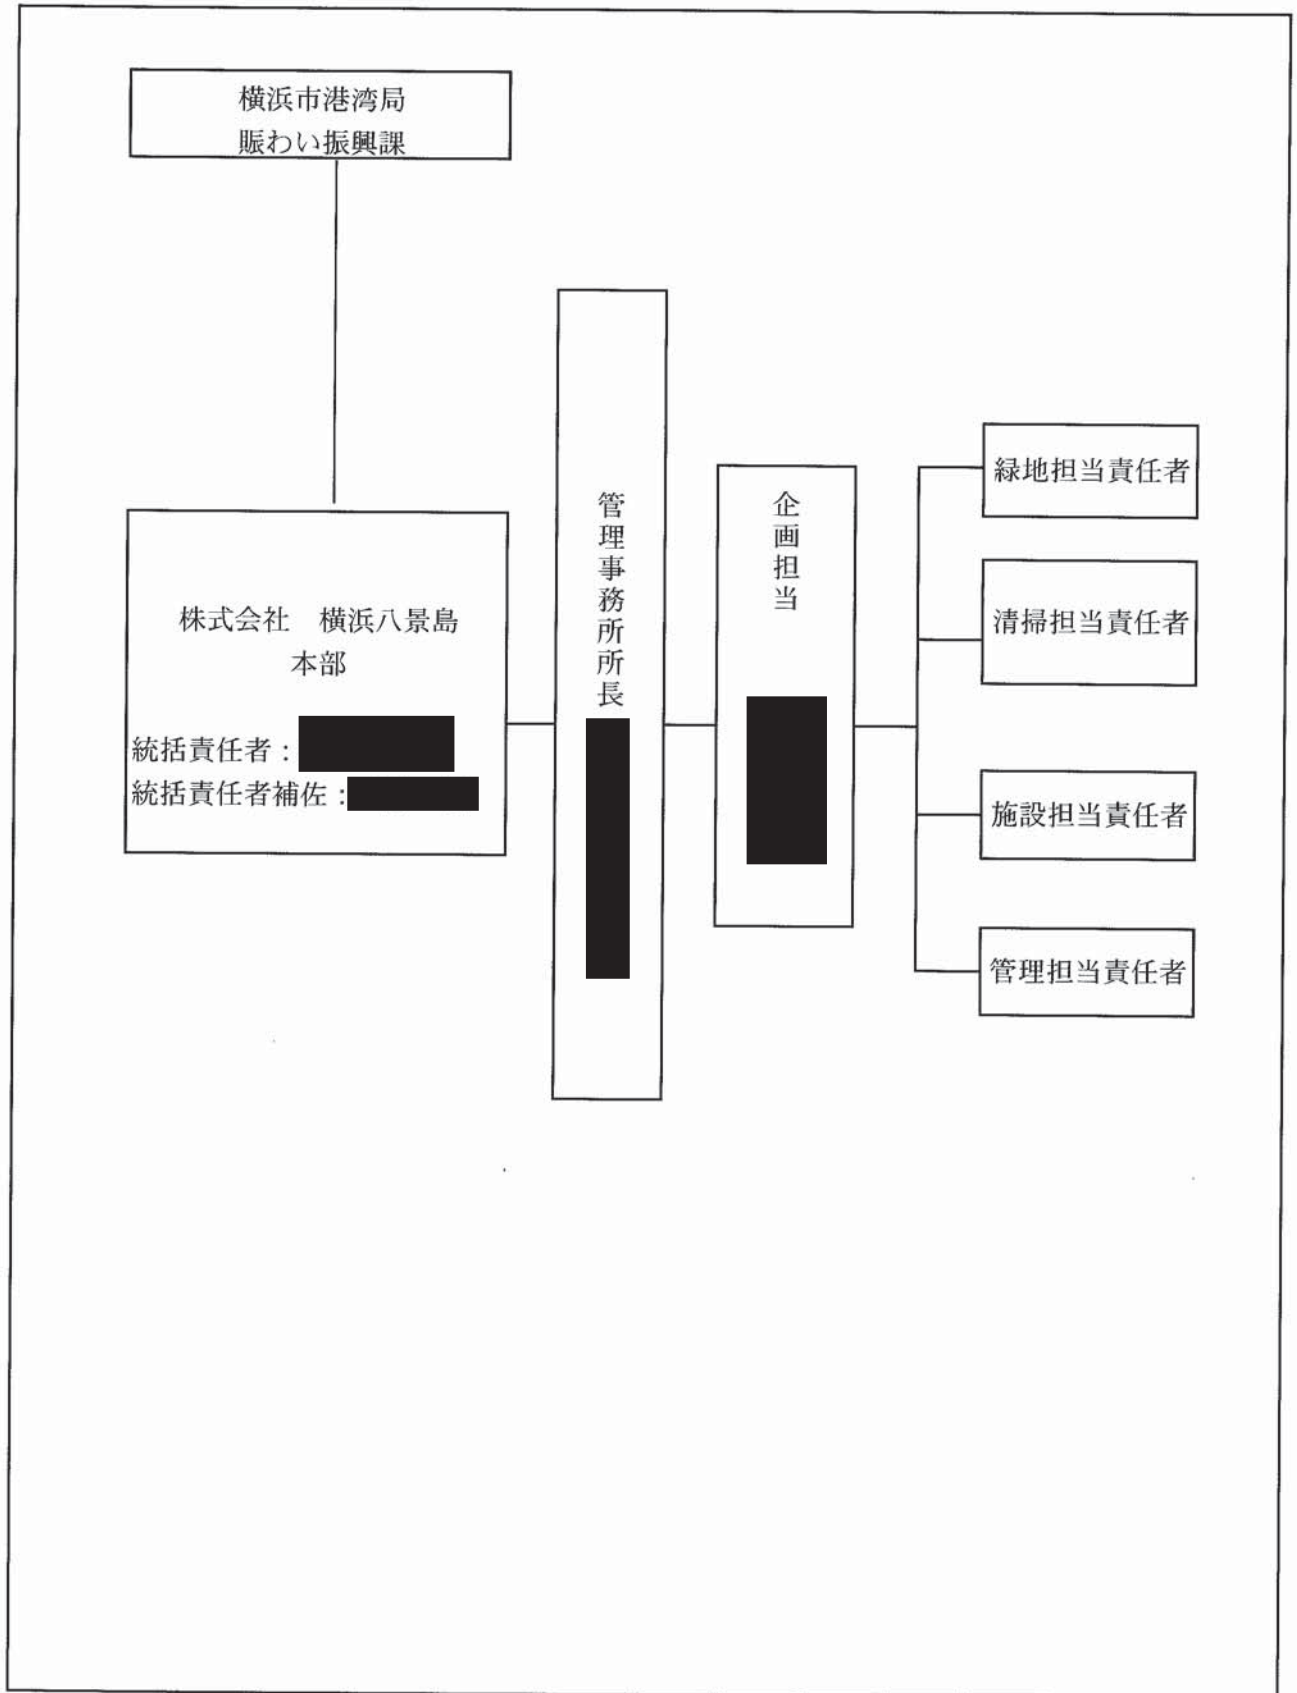 横浜市港湾局
賑わい振興課
株式会社　横浜八景島
本部
統括責任者：
統括責任者補佐：
管理事務所所長
企画担当
緑地担当責任者
清掃担当責任者
施設担当責任者
管理担当責任者